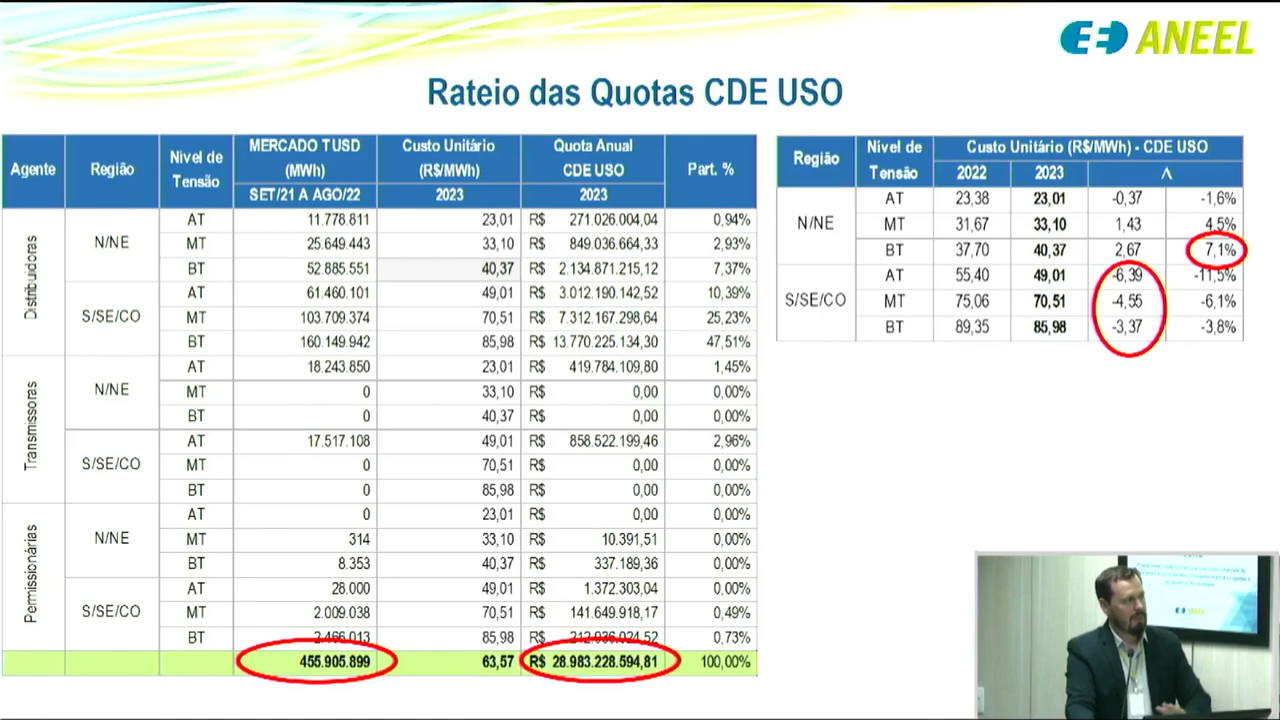 ANEEL
Rateio das Quotas CDE USO
Agente Região Nivel de Tensão MERCADO TUSD (MWh) Custo Unitário (R$/MWh) Quota Anual CDE USO Part. %
SET/21 A AGO/22 2023 2023
Distribuidoras N/NE AT 11.778.811 23,01 R$ 271.026.004,04 0,94%
MT 25.649.443 33,10 R$ 849.036.664,33 2,93%
BT 52.885.551 40,37 R$ 2.134.871.215,12 7,37%
S/SE/CO AT 61.460.101 49,01 R$ 3.012.190.142,52 10,39%
MT 103.709.374 70,51 R$ 7.312.167.298,64 25,23%
BT 160.149.942 85,98 R$ 13.770.225.134,30 47,51%
Transmissoras N/NE AT 18.243.850 23,01 R$ 419.784.109,80 1,45%
MT 0 33,10 R$ 0,00 0,00%
BT 0 40,37 R$ 0,00 0,00%
S/SE/CO AT 17.517.108 49,01 R$ 858.522.199,46 2,96%
MT 0 70,51 R$ 0,00 0,00%
BT 0 85,98 R$ 0,00 0,00%
Permissionárias N/NE AT 0 23,01 R$ 0,00 0,00%
MT 314 33,10 R$ 10.391,51 0,00%
BT 8.353 40,37 R$ 337.189,36 0,00%
S/SE/CO AT 28.000 49,01 R$ 1.372.303,04 0,00%
MT 2.009.038 70,51 R$ 141.649.918,17 0,49%
BT 2.466.013 85,98 R$ 212.036.024,52 0,73%
455.905.899 63,57 R$ 28.983.228.594,81 100,00%
Região Nível de Tensão Custo Unitário (R$/MWh) - CDE USO
2022 2023 Λ
N/NE AT 23,38 23,01 -0,37 -1,6%
MT 31,67 33,10 1,43 4,5%
BT 37,70 40,37 2,67 7,1%
S/SE/CO AT 55,40 49,01 -6,39 -11,5%
MT 75,06 70,51 -4,55 -6,1%
BT 89,35 85,98 -3,37 -3,8%
ANEEL